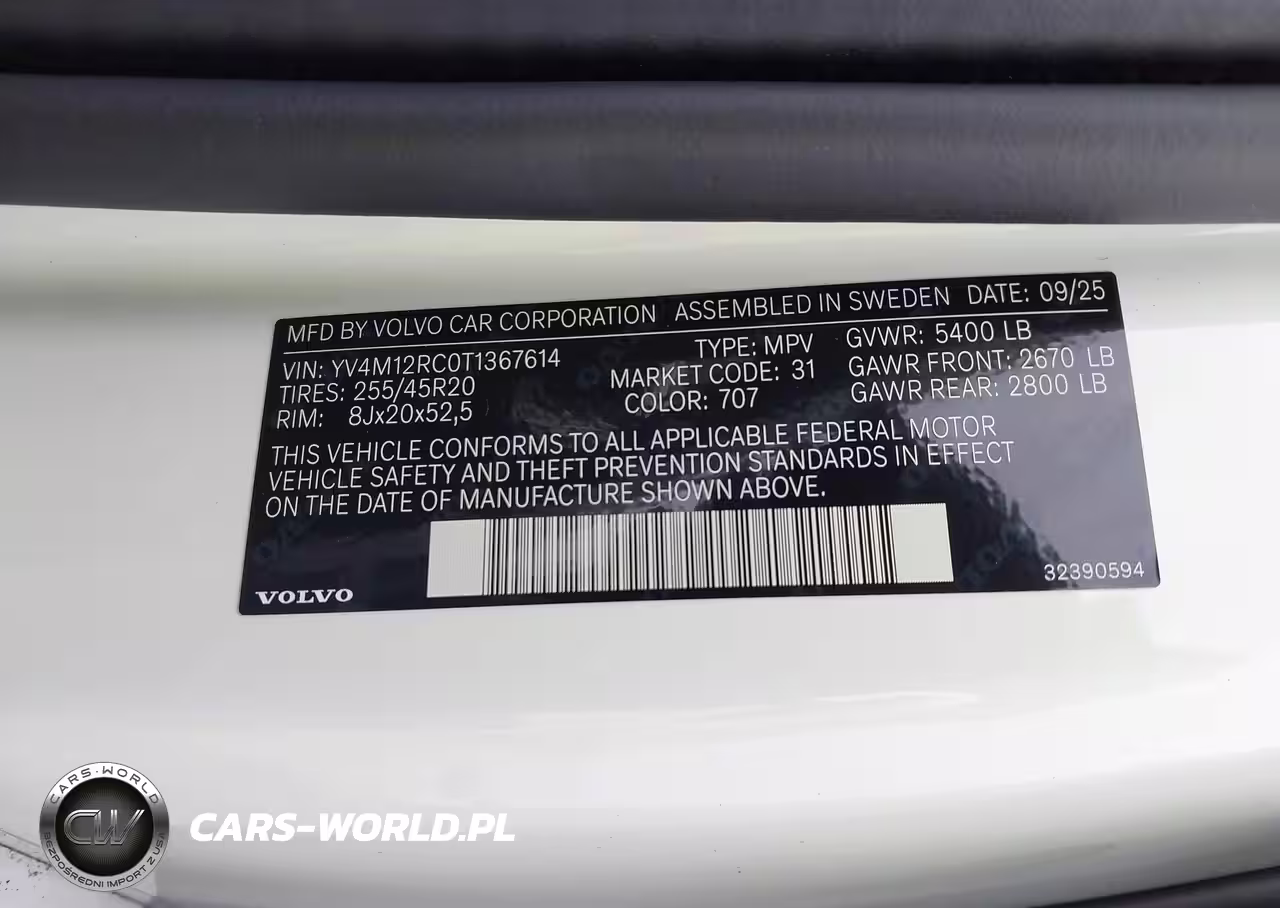 MFD BY VOLVO CAR CORPORATION ASSEMBLED IN SWEDEN DATE: 09/25
VIN: YV4M12RC0T1367614 TYPE: MPV GVWR: 5400 LB
TIRES: 255/45R20 MARKET CODE: 31 GAWR FRONT: 2670 LB
RIM: 8Jx20x52,5 COLOR: 707 GAWR REAR: 2800 LB
THIS VEHICLE CONFORMS TO ALL APPLICABLE FEDERAL MOTOR
VEHICLE SAFETY AND THEFT PREVENTION STANDARDS IN EFFECT
ON THE DATE OF MANUFACTURE SHOWN ABOVE.
VOLVO 32390594
CARS-WORLD
CW
BEZPOŚREDNI IMPORT Z USA
CARS-WORLD.PL